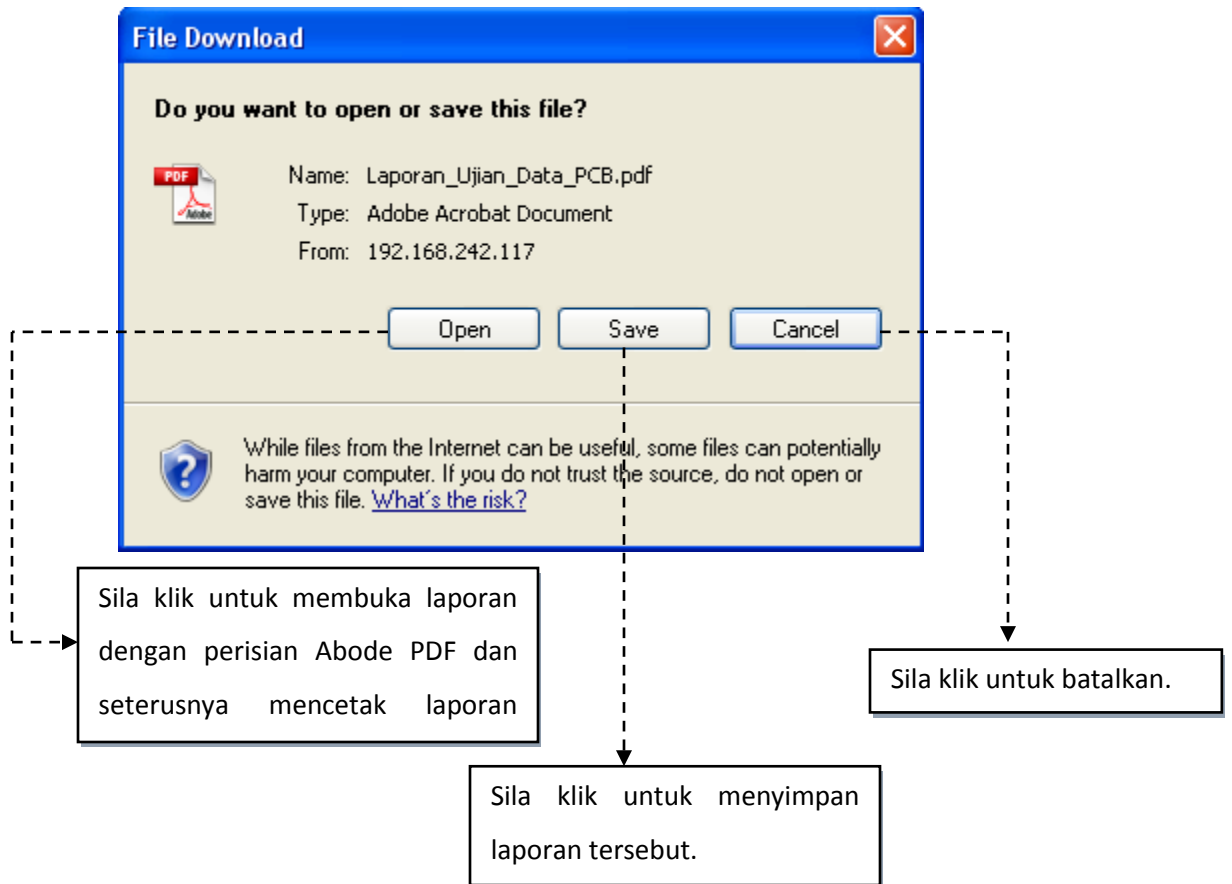 File Download
Do you want to open or save this file?
PDF
Adobe
Name: Laporan_Ujian_Data_PCB.pdf
Type: Adobe Acrobat Document
From: 192.168.242.117
Open Save Cancel
While files from the Internet can be useful, some files can potentially
harm your computer. If you do not trust the source, do not open or
save this file. What's the risk?
Sila klik untuk membuka laporan
dengan perisian Abode PDF dan
seterusnya mencetak laporan
Sila klik untuk batalkan.
Sila klik untuk menyimpan
laporan tersebut.